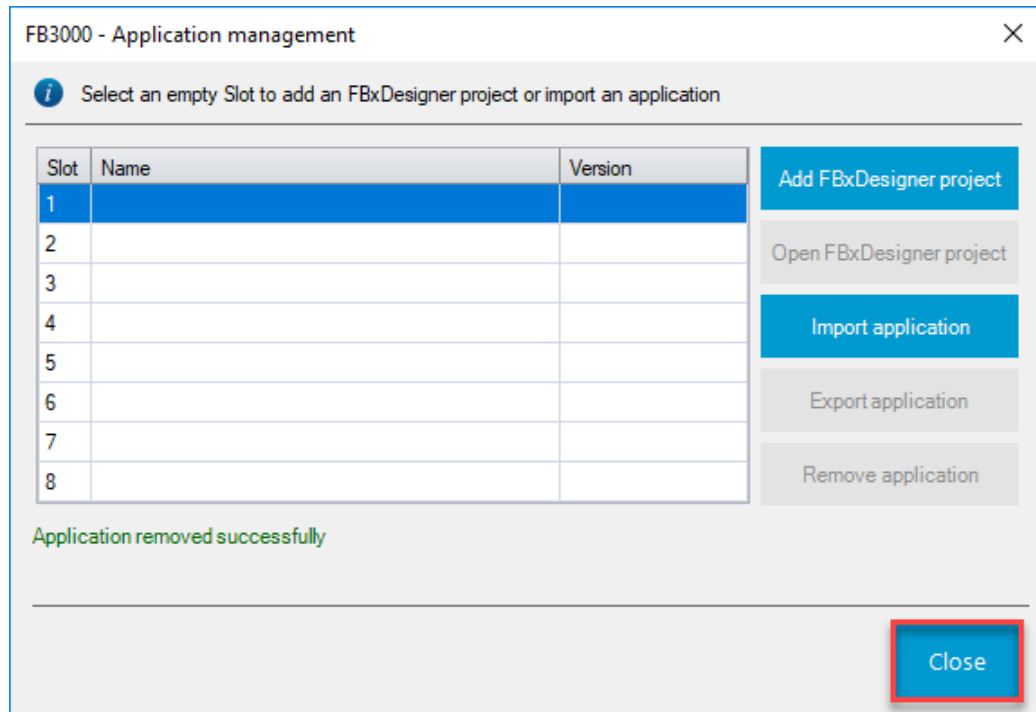 FB3000 - Application management
Select an empty Slot to add an FBxDesigner project or import an application
Slot Name Version
1
2
3
4
5
6
7
8
Add FBxDesigner project
Open FBxDesigner project
Import application
Export application
Remove application
Application removed successfully
Close